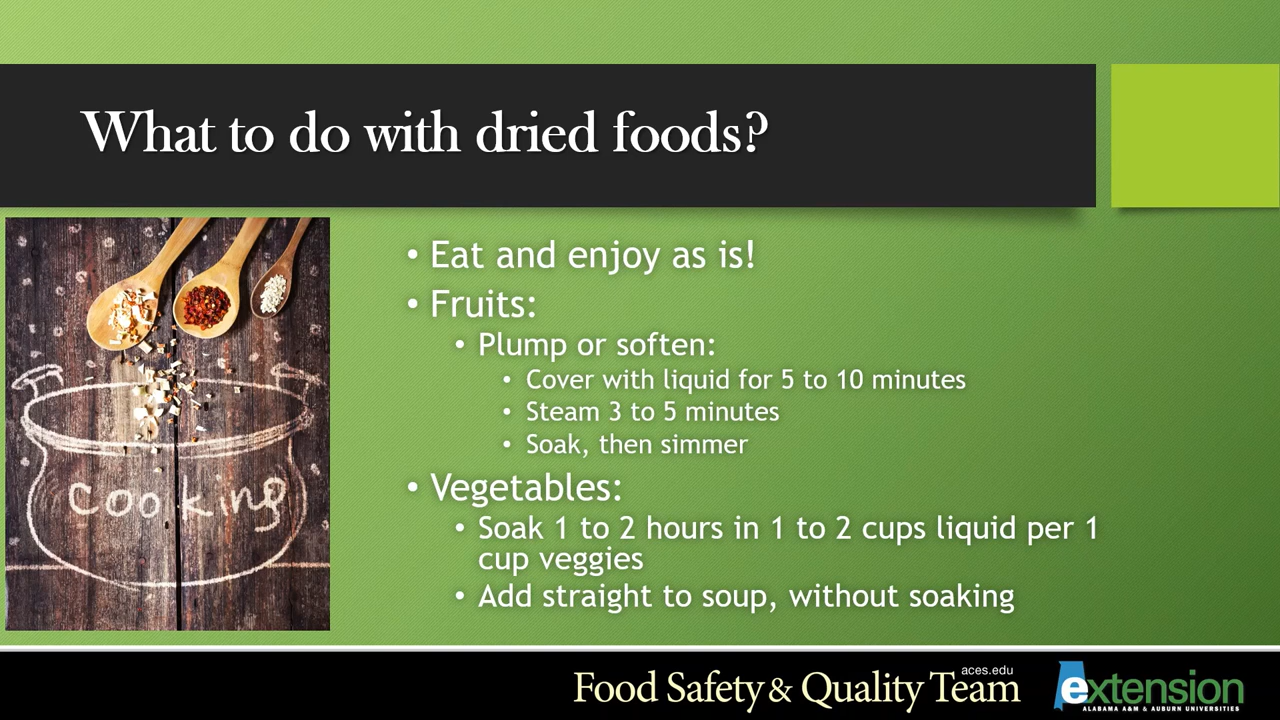 What to do with dried foods?
• Eat and enjoy as is!
• Fruits:
• Plump or soften:
• Cover with liquid for 5 to 10 minutes
• Steam 3 to 5 minutes
• Soak, then simmer
• Vegetables:
• Soak 1 to 2 hours in 1 to 2 cups liquid per 1
cup veggies
• Add straight to soup, without soaking
cooking
aces.edu
Food Safety & Quality Team
extension
ALABAMA A&M & AUBURN UNIVERSITIES